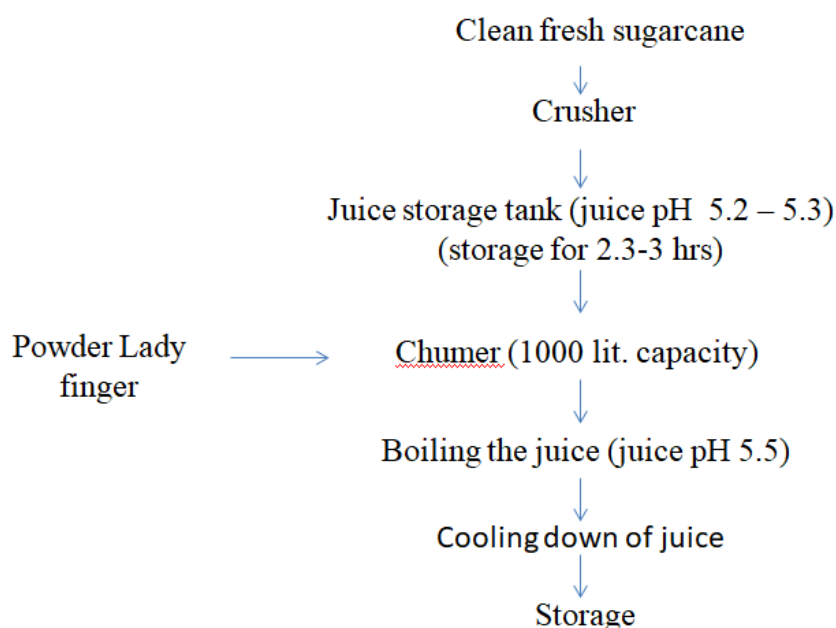 Clean fresh sugarcane
Crusher
Juice storage tank (juice pH 5.2 – 5.3)
(storage for 2.3-3 hrs)
Powder Lady
finger
Chumer (1000 lit. capacity)
Boiling the juice (juice pH 5.5)
Cooling down of juice
Storage